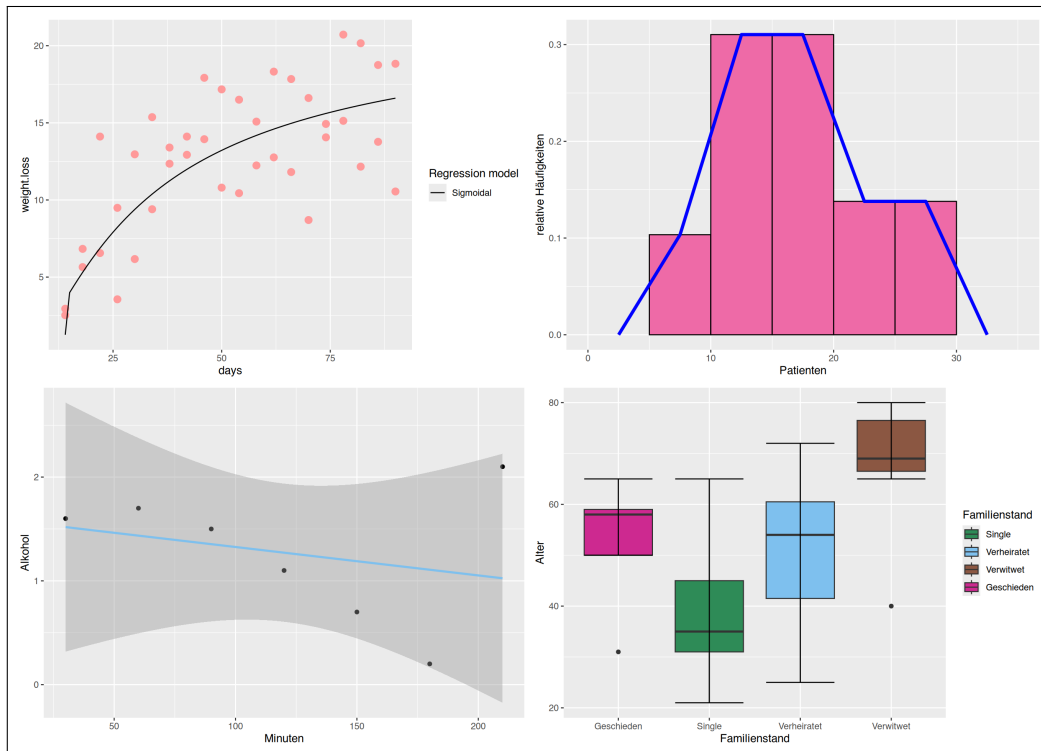 20
15
10
5
weight.loss
25
50
75
days
Regression model
Sigmoidal
0.3
0.2
0.1
0.0
relative Häufigkeiten
0
10
20
30
Patienten
2
1
0
Alkohol
50
100
150
200
Minuten
80
60
40
20
Alter
Geschieden
Single
Verheiratet
Verwitwet
Familienstand
Familienstand
Single
Verheiratet
Verwitwet
Geschieden